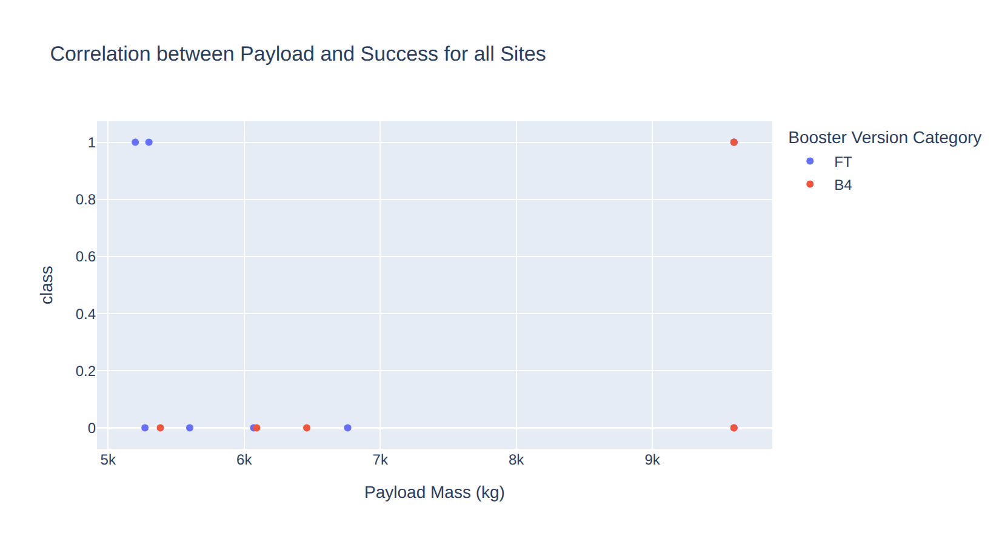 Correlation between Payload and Success for all Sites
Booster Version Category
FT
B4
1
0.8
0.6
0.4
0.2
0
class
5k 6k 7k 8k 9k
Payload Mass (kg)